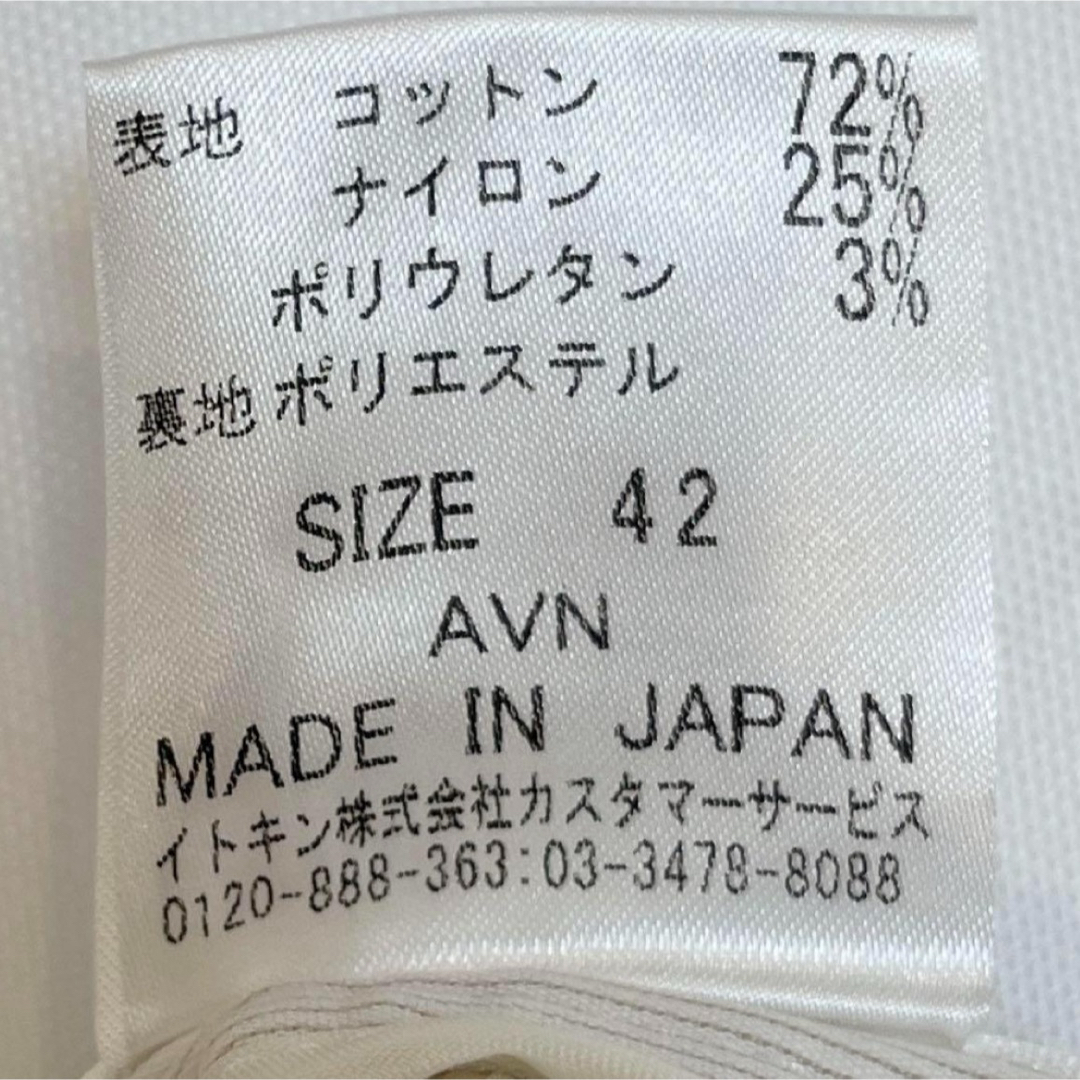 表地 コットン 72%
ナイロン 25%
ポリウレタン 3%
裏地 ポリエステル
SIZE 42
AVN
MADE IN JAPAN
イトキン株式会社カスタマーサービス
0120-888-363:03-3478-8088